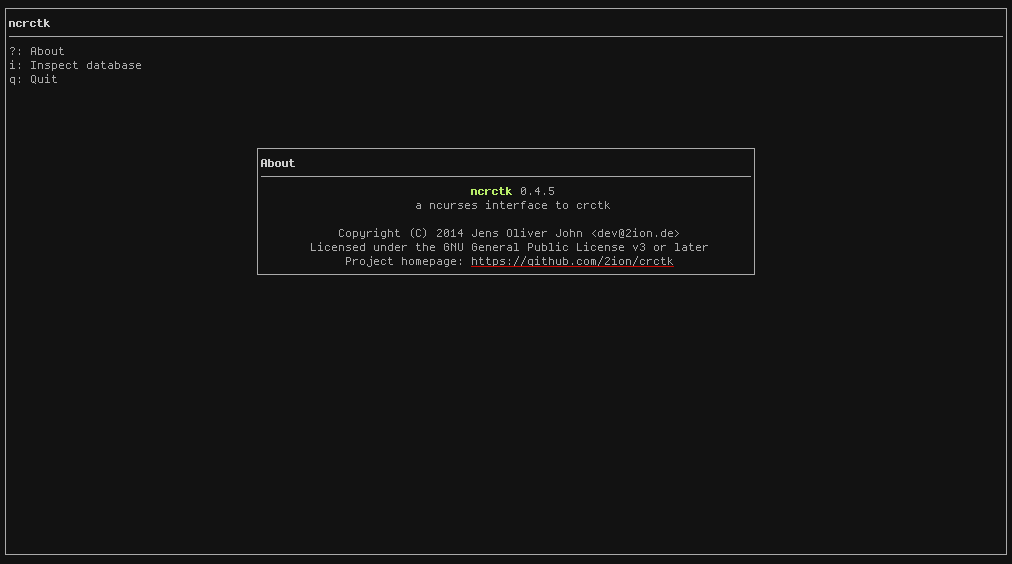 ncrctk
?: About
i: Inspect database
q: Quit
About
ncrctk 0.4.5
a ncurses interface to crctk
Copyright (C) 2014 Jens Oliver John <dev@2ion.de>
Licensed under the GNU General Public License v3 or later
Project homepage: https://github.com/2ion/crctk